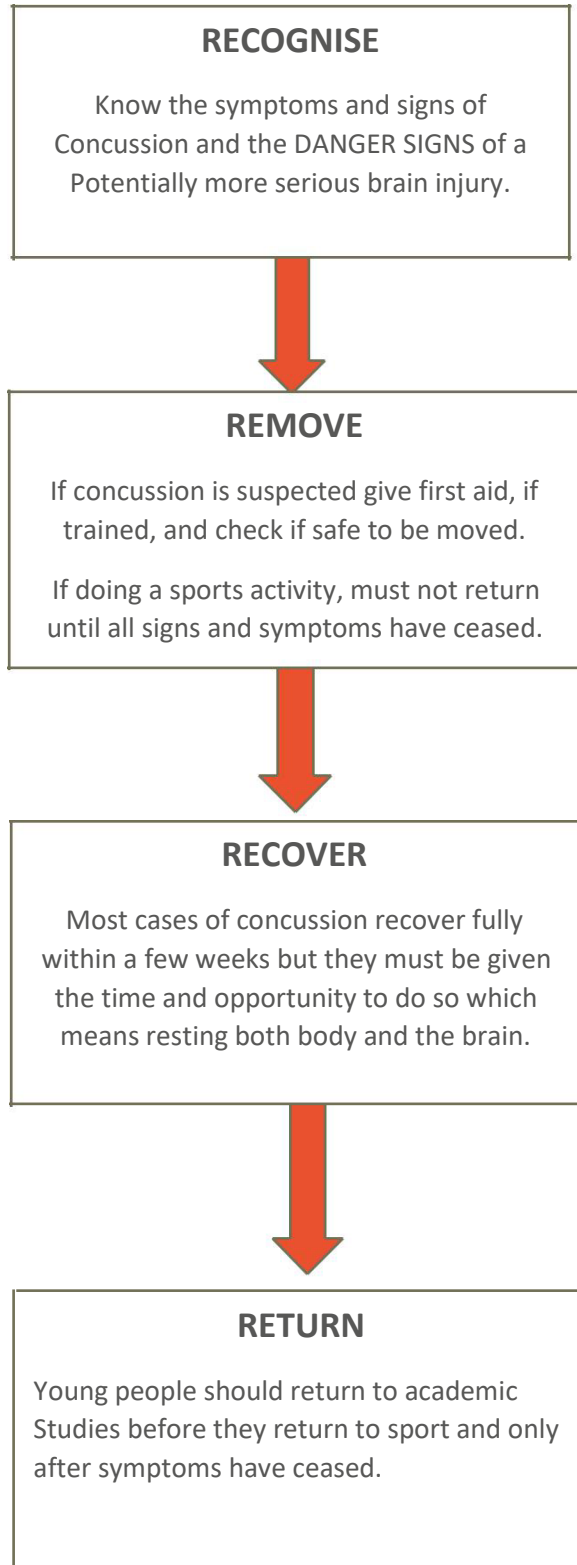 RECOGNISE
Know the symptoms and signs of
Concussion and the DANGER SIGNS of a
Potentially more serious brain injury.
REMOVE
If concussion is suspected give first aid, if
trained, and check if safe to be moved.
If doing a sports activity, must not return
until all signs and symptoms have ceased.
RECOVER
Most cases of concussion recover fully
within a few weeks but they must be given
the time and opportunity to do so which
means resting both body and the brain.
RETURN
Young people should return to academic
Studies before they return to sport and only
after symptoms have ceased.